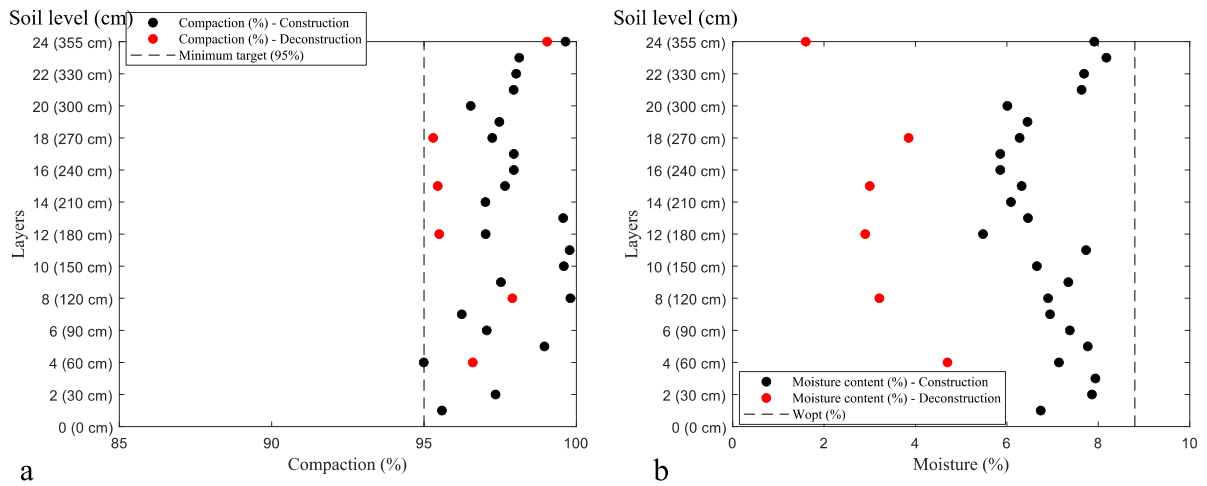 Soil level (cm)
Compaction (%) - Construction
Compaction (%) - Deconstruction
Minimum target (95%)
24 (355 cm)
22 (330 cm)
20 (300 cm)
18 (270 cm)
16 (240 cm)
14 (210 cm)
12 (180 cm)
10 (150 cm)
8 (120 cm)
6 (90 cm)
4 (60 cm)
2 (30 cm)
0 (0 cm)
Layers
85
90
95
100
Compaction (%)
a
Soil level (cm)
24 (355 cm)
22 (330 cm)
20 (300 cm)
18 (270 cm)
16 (240 cm)
14 (210 cm)
12 (180 cm)
10 (150 cm)
8 (120 cm)
6 (90 cm)
4 (60 cm)
2 (30 cm)
0 (0 cm)
Layers
Moisture content (%) - Construction
Moisture content (%) - Deconstruction
Wopt (%)
0
2
4
6
8
10
Moisture (%)
b